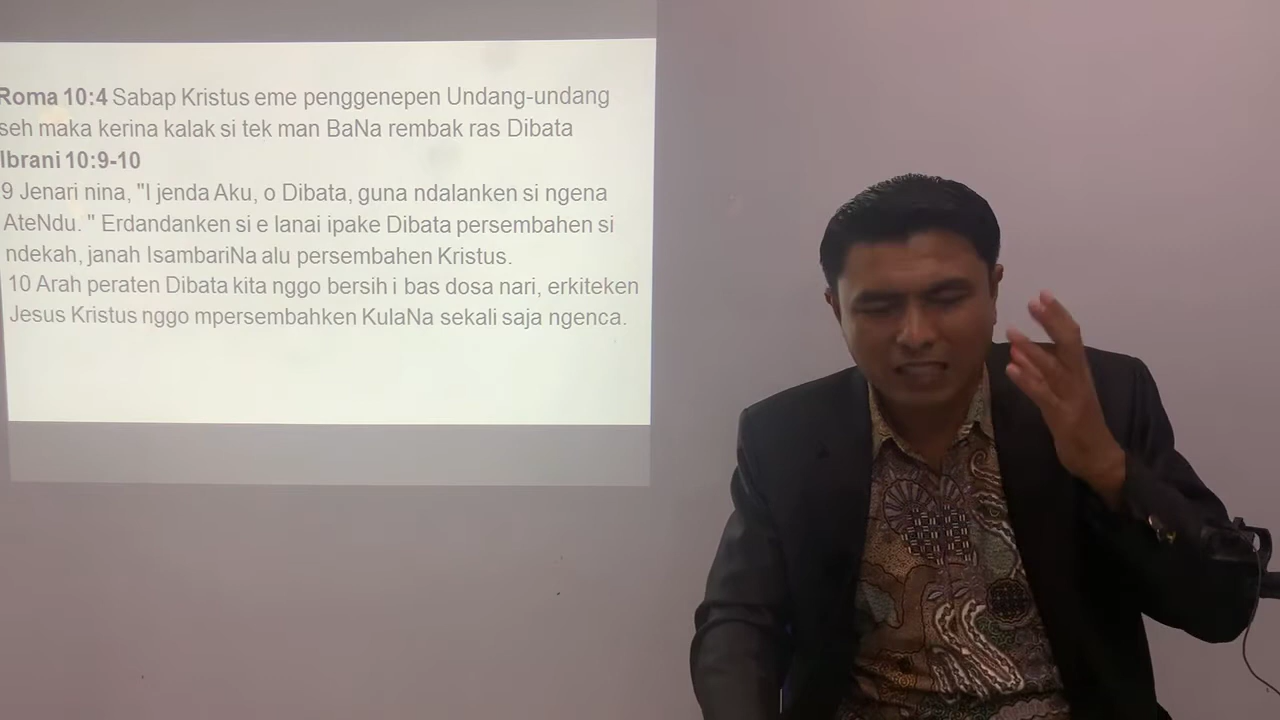 Roma 10:4 Sabap Kristus eme penggenepen Undang-undang
seh maka kerina kalak si tek man BaNa rembak ras Dibata
Ibrani 10:9-10
9 Jenari nina, "I jenda Aku, o Dibata, guna ndalanken si ngena
AteNdu. " Erdandanken si e lanai ipake Dibata persembahen si
ndekah, janah IsambariNa alu persembahen Kristus.
10 Arah peraten Dibata kita nggo bersih i bas dosa nari, erkiteken
Jesus Kristus nggo mpersembahken KulaNa sekali saja ngenca.